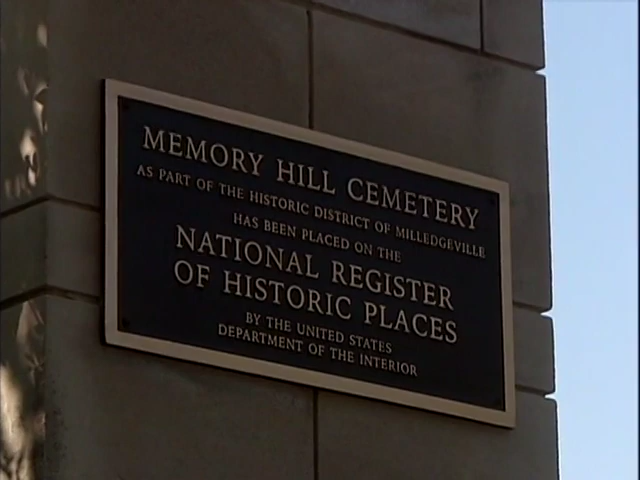 MEMORY HILL CEMETERY
AS PART OF THE HISTORIC DISTRICT OF MILLEDGEVILLE
HAS BEEN PLACED ON THE
NATIONAL REGISTER
OF HISTORIC PLACES
BY THE UNITED STATES
DEPARTMENT OF THE INTERIOR